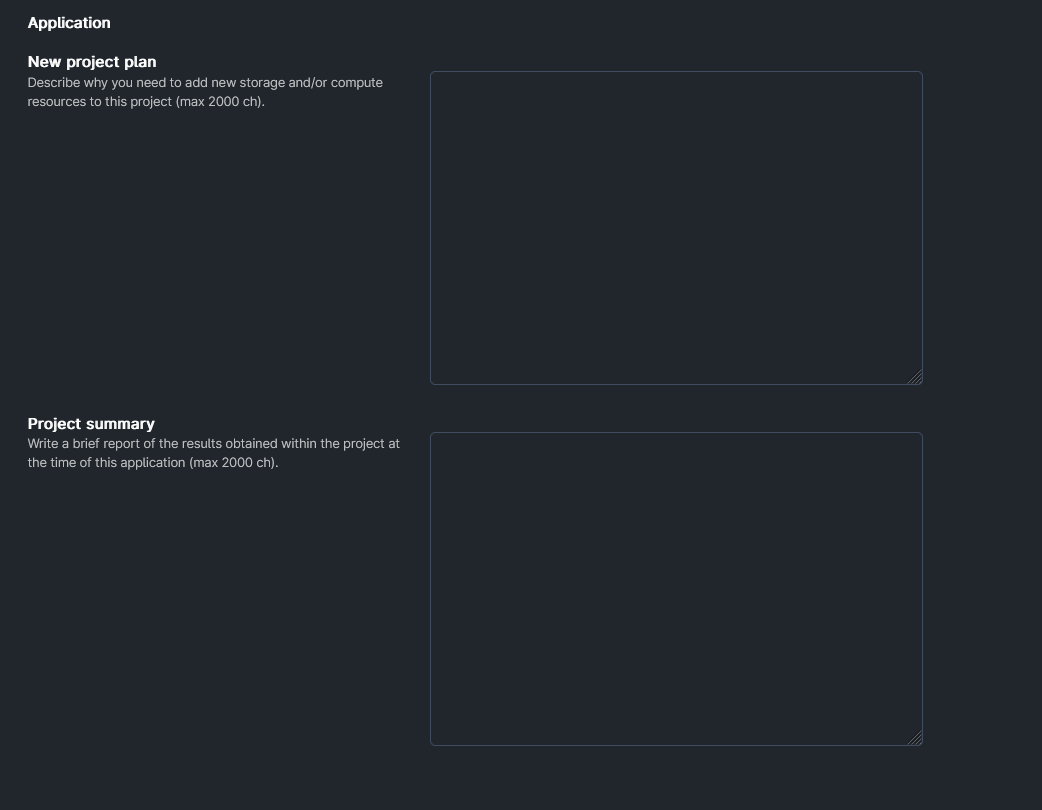 Application
New project plan
Describe why you need to add new storage and/or compute
resources to this project (max 2000 ch).
Project summary
Write a brief report of the results obtained within the project at
the time of this application (max 2000 ch).